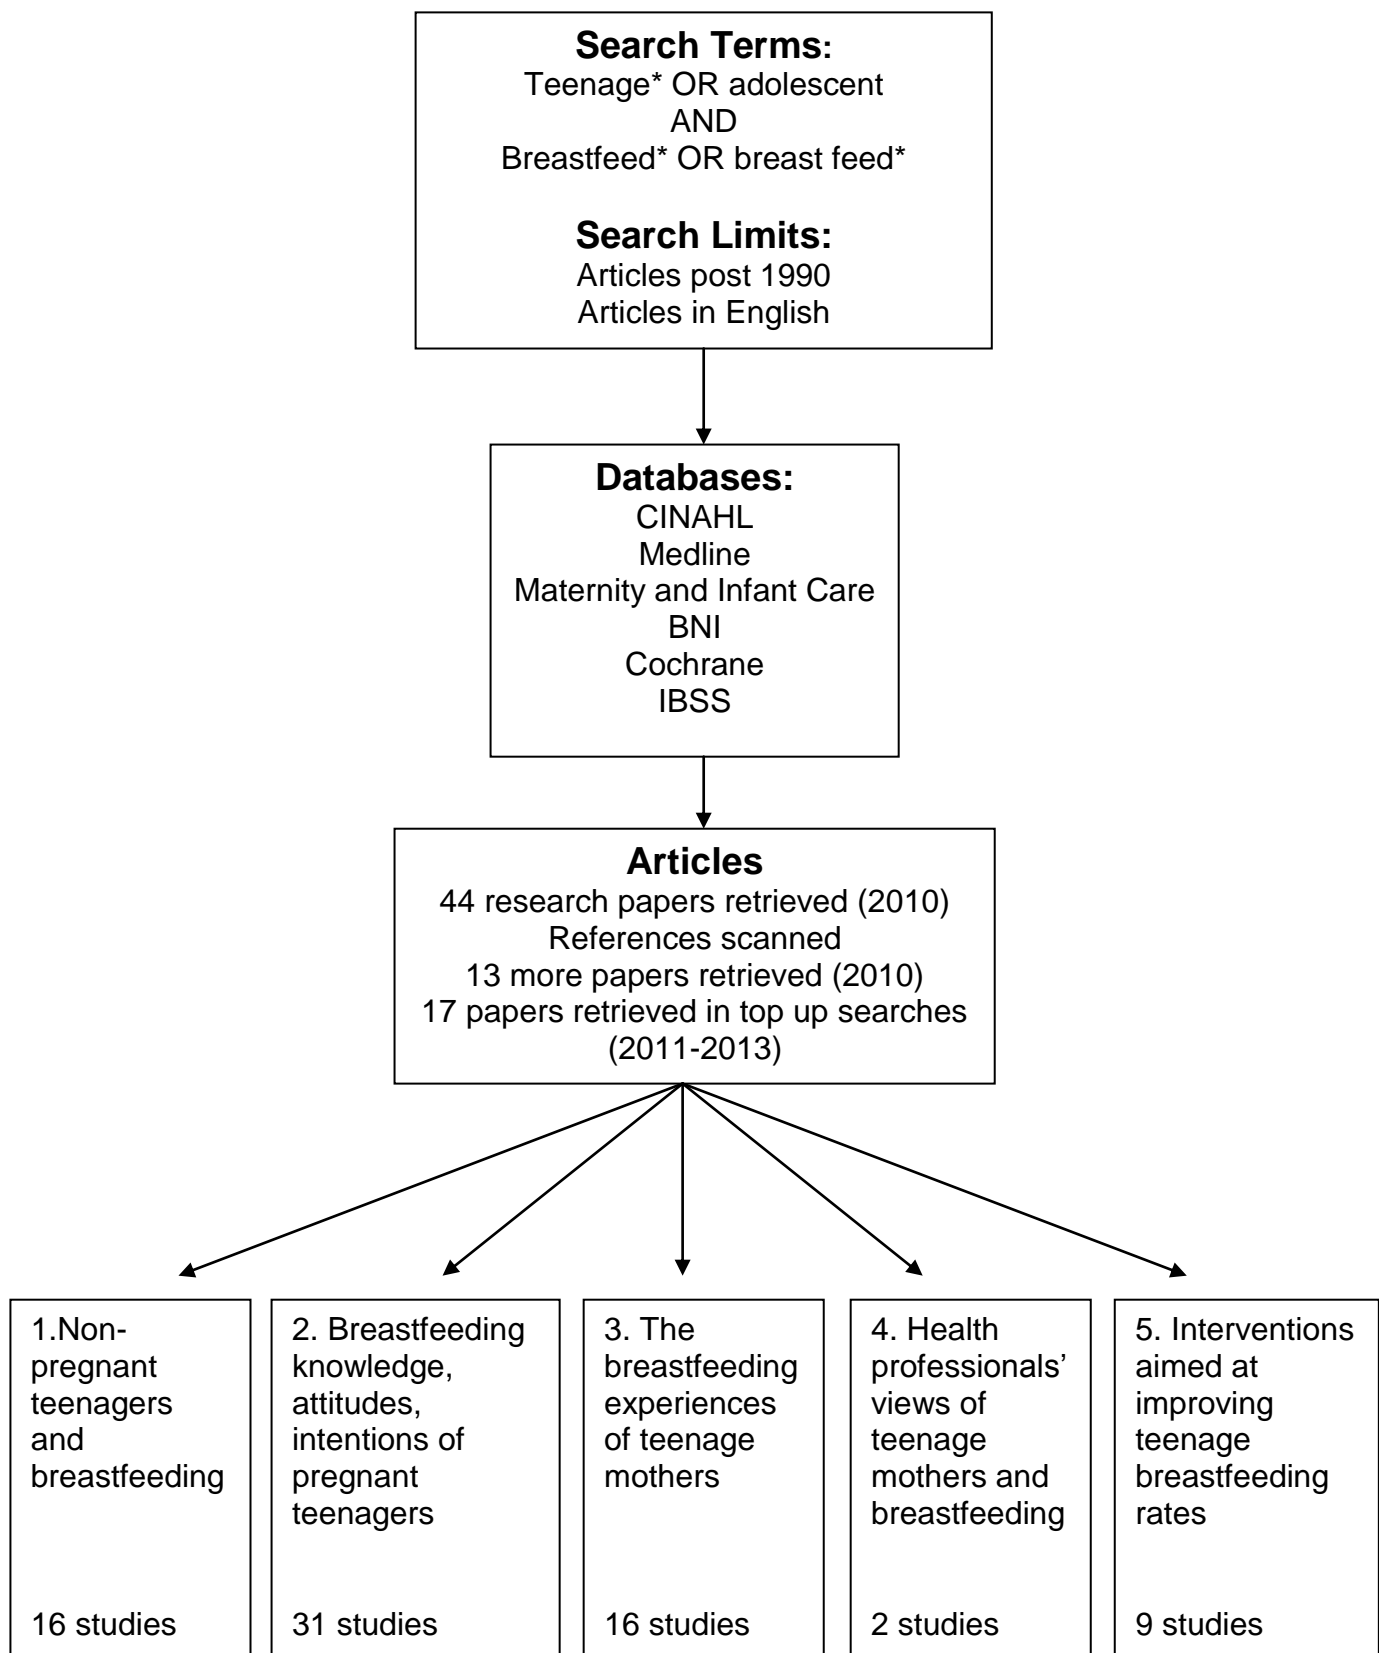 Search Terms:
Teenage* OR adolescent
AND
Breastfeed* OR breast feed*
Search Limits:
Articles post 1990
Articles in English
Databases:
CINAHL
Medline
Maternity and Infant Care
BNI
Cochrane
IBSS
Articles
44 research papers retrieved (2010)
References scanned
13 more papers retrieved (2010)
17 papers retrieved in top up searches
(2011-2013)
1.Non-
pregnant
teenagers
and
breastfeeding
16 studies
2. Breastfeeding
knowledge,
attitudes,
intentions of
pregnant
teenagers
31 studies
3. The
breastfeeding
experiences
of teenage
mothers
16 studies
4. Health
professionals’
views of
teenage
mothers and
breastfeeding
2 studies
5. Interventions
aimed at
improving
teenage
breastfeeding
rates
9 studies